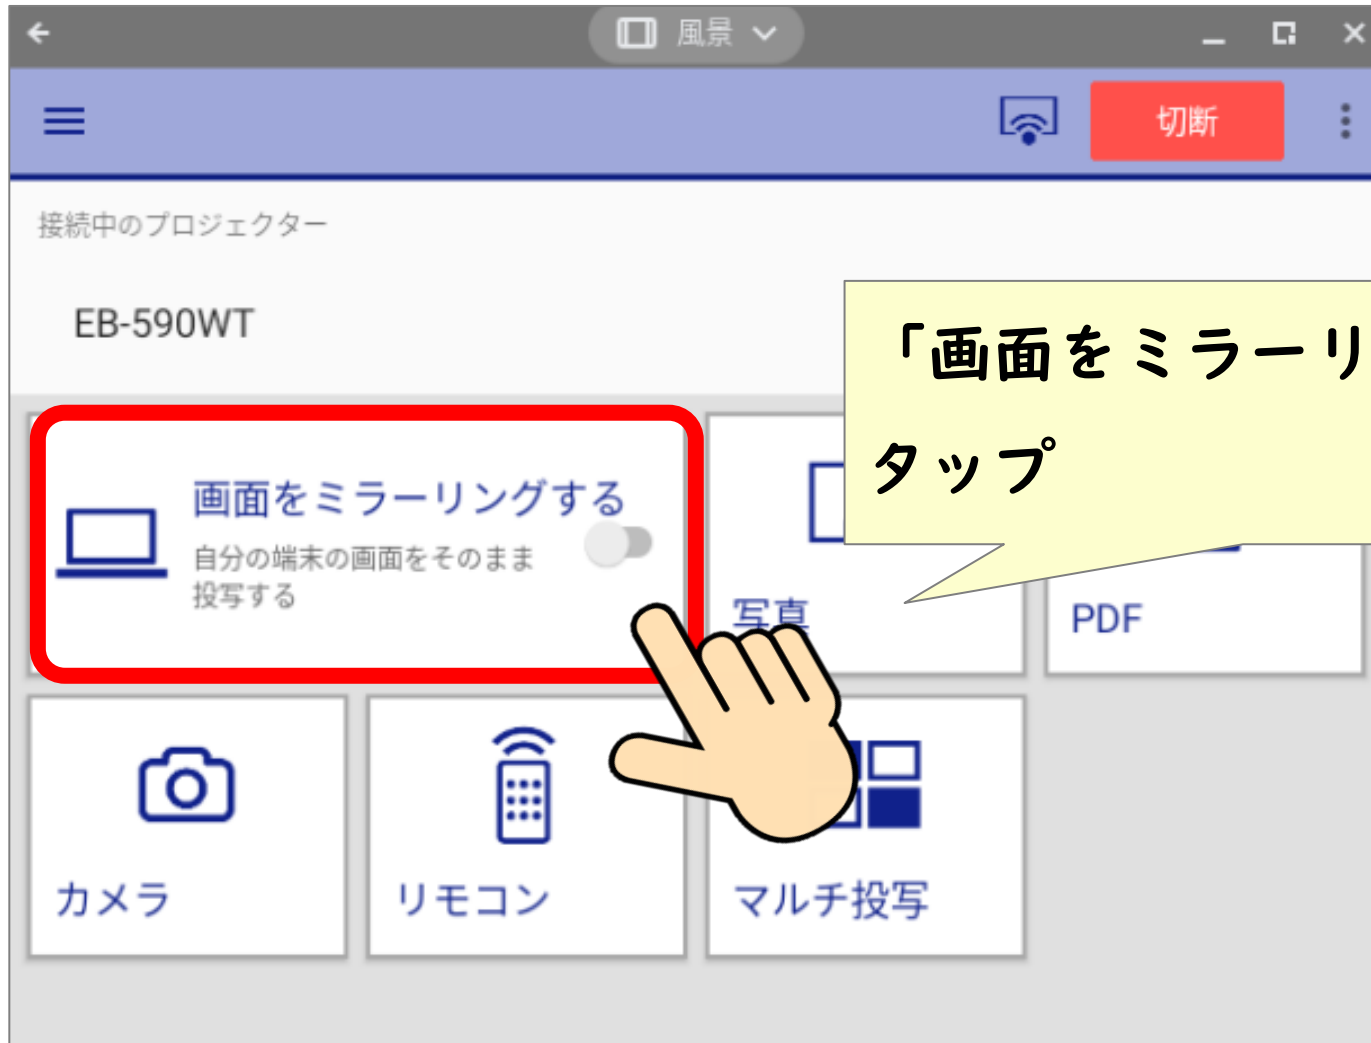 風景
切断
接続中のプロジェクター
EB-590WT
「画面をミラーリ
タップ
画面をミラーリングする
自分の端末の画面をそのまま
投写する
写真
PDF
カメラ
リモコン
マルチ投写